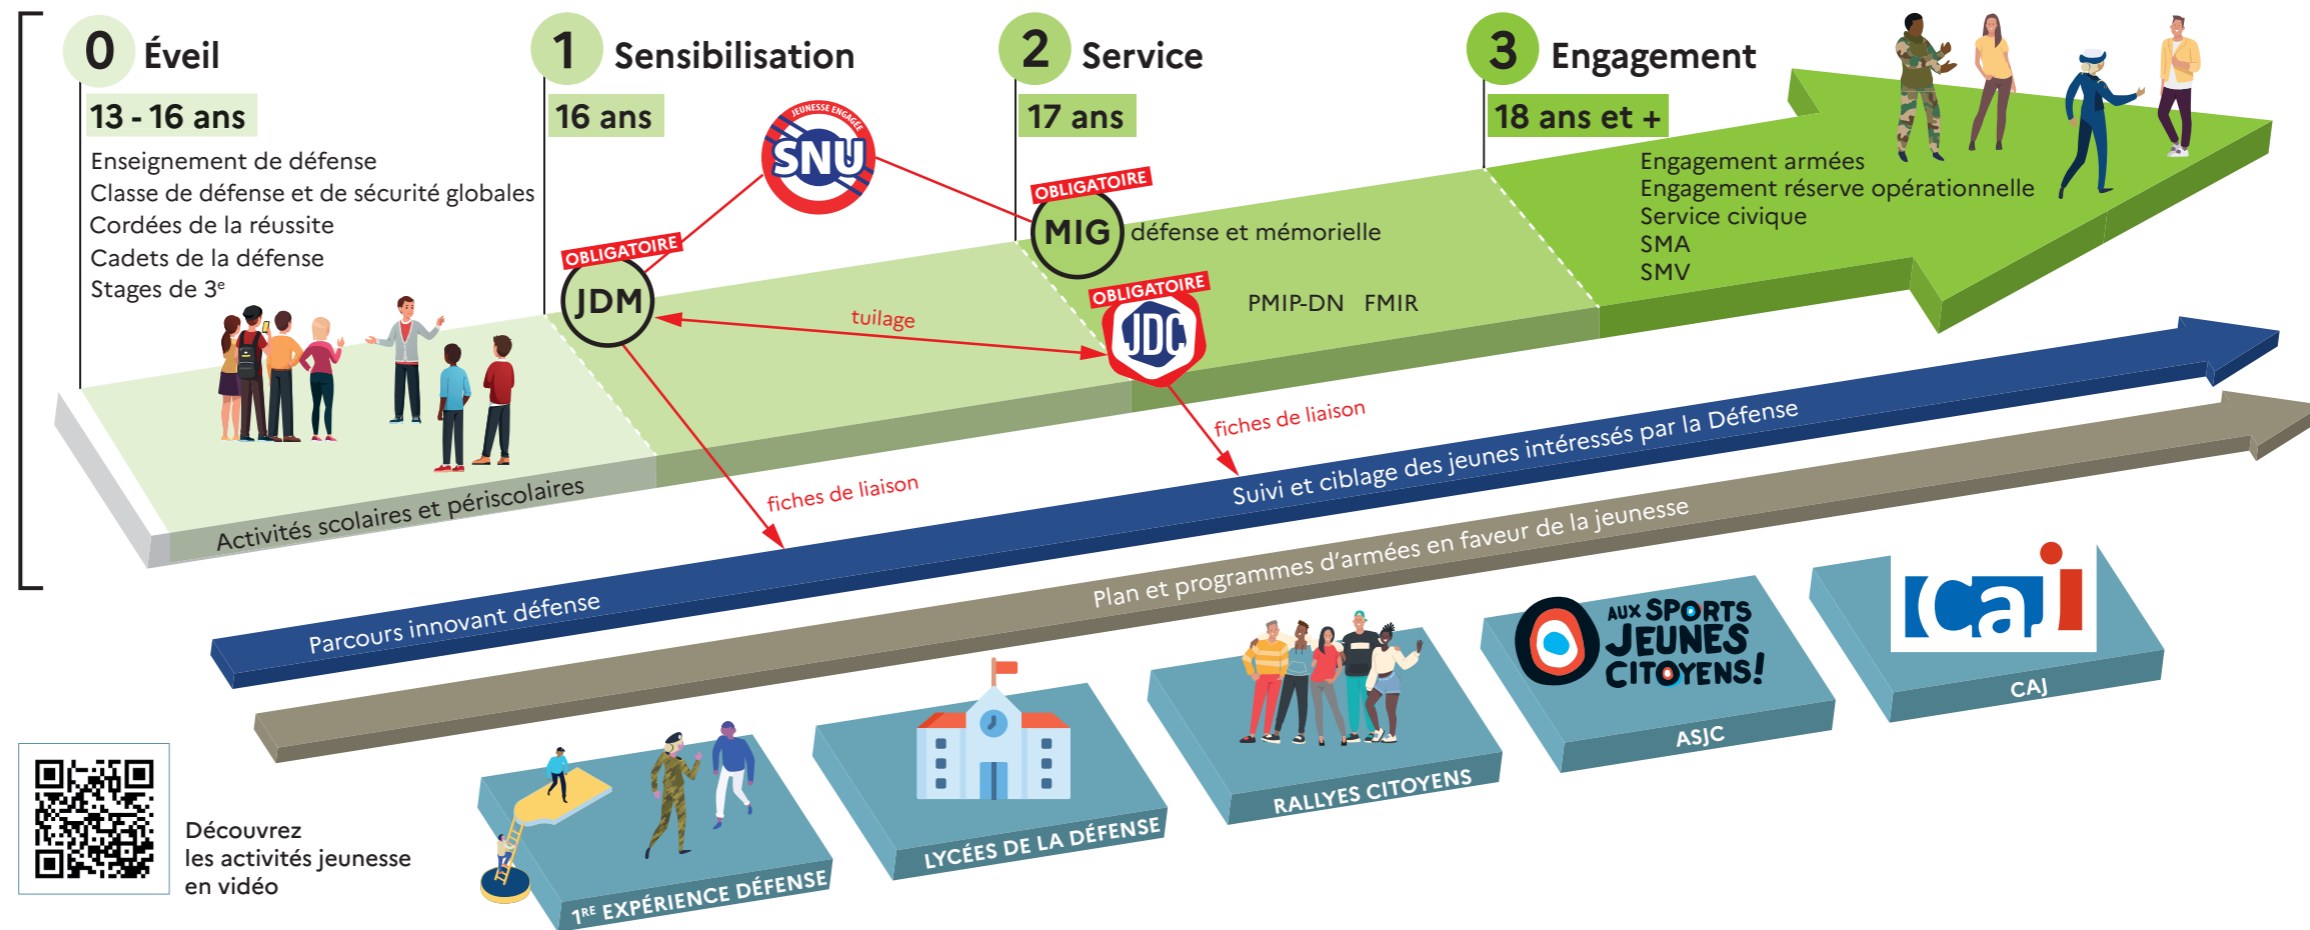 0 Éveil
13 - 16 ans
Enseignement de défense
Classe de défense et de sécurité globales
Cordées de la réussite
Cadets de la défense
Stages de 3e
Activités scolaires et périscolaires
1 Sensibilisation
16 ans
JEUNESSE ENGAGÉE
SNU
OBLIGATOIRE
JDM
tuilage
fiches de liaison
2 Service
17 ans
OBLIGATOIRE
MIG défense et mémorielle
OBLIGATOIRE
JDC
PMIP-DN FMIR
fiches de liaison
3 Engagement
18 ans et +
Engagement armées
Engagement réserve opérationnelle
Service civique
SMA
SMV
Parcours innovant défense
Suivi et ciblage des jeunes intéressés par la Défense
Plan et programmes d'armées en faveur de la jeunesse
1RE EXPÉRIENCE DÉFENSE
LYCÉES DE LA DÉFENSE
RALLYES CITOYENS
AUX SPORTS
JEUNES
CITOYENS!
ASJC
caj
CAJ
Découvrez
les activités jeunesse
en vidéo